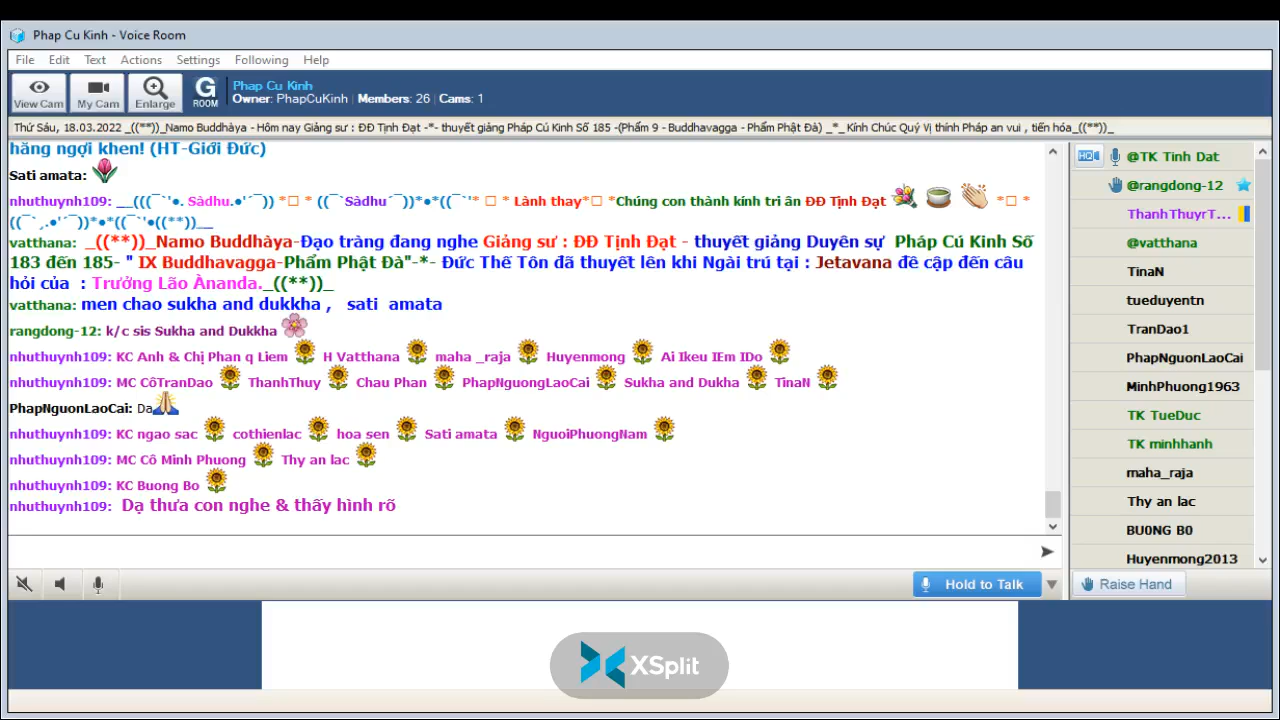 Phap Cu Kinh - Voice Room
File Edit Text Actions Settings Following Help
View Cam My Cam Enlarge G ROOM
Phap Cu Kinh
Owner: PhapCuKinh | Members: 26 | Cams: 1
Thứ Sáu, 18.03.2022 _((**))_Namo Buddhàya - Hôm nay Giảng sư : ĐĐ Tịnh Đạt -*- thuyết giảng Pháp Cú Kinh Số 185 -(Phẩm 9 - Buddhavagga - Phẩm Phật Đà) _*_ Kính Chúc Quý Vị thính Pháp an vui , tiến hóa_((**))_
hãng ngợi khen! (HT-Giới Đức)
Sati amata:
nhuthuynh109: __(((¯`'•. Sàdhu.•'´¯)) *□ * ((¯`Sàdhu´¯))*•*((¯`'* □ * Lành thay*□ *Chúng con thành kính tri ân ĐĐ Tịnh Đạt *□ *
((¯`´.•'´¯))*•*((¯`'•((**))__
vatthana: _((**))_Namo Buddhàya-Đạo tràng đang nghe Giảng sư : ĐĐ Tịnh Đạt - thuyết giảng Duyên sự Pháp Cú Kinh Số
183 đến 185- " IX Buddhavagga-Phẩm Phật Đà"-*- Đức Thế Tôn đã thuyết lên khi Ngài trú tại : Jetavana đề cập đến câu
hỏi của : Trưởng Lão Ànanda._((**))_
vatthana: men chao sukha and dukkha , sati amata
rangdong-12: k/c sis Sukha and Dukkha
nhuthuynh109: KC Anh & Chị Phan q Liem H Vatthana maha _raja Huyenmong Ai Ikeu IEm IDo
nhuthuynh109: MC CôTranDao ThanhThuy Chau Phan PhapNguongLaoCai Sukha and Dukha TinaN
PhapNguonLaoCai: Da
nhuthuynh109: KC ngao sac cothienlac hoa sen Sati amata NguoiPhuongNam
nhuthuynh109: MC Cô Minh Phuong Thy an lac
nhuthuynh109: KC Buong Bo
nhuthuynh109: Dạ thưa con nghe & thấy hình rõ
Hold to Talk
HQ @TK Tinh Dat
@rangdong-12
ThanhThuyrT...
@vatthana
TinaN
tueduyentn
TranDao1
PhapNguonLaoCai
MinhPhuong1963
TK TueDuc
TK minhhanh
maha_raja
Thy an lac
BU0NG B0
Huyenmong2013
Raise Hand
XSplit